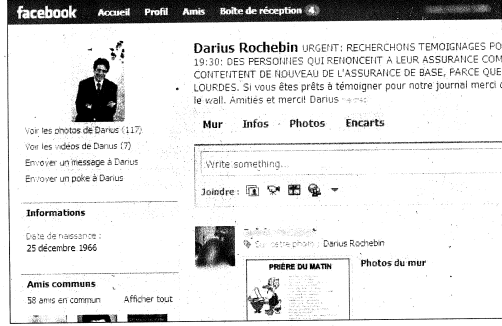 facebook Accueil Profil Amis Boîte de réception 4
Darius Rochebin URGENT: RECHERCHONS TEMOIGNAGES PO
19:30: DES PERSONNES QUI RENONCENT A LEUR ASSURANCE COM
CONTENTENT DE NOUVEAU DE L'ASSURANCE DE BASE, PARCE QUE
LOURDES. Si vous êtes prêts à témoigner pour notre journal merci
le wall. Amitiés et merci! Darius
Mur Infos Photos Encarts
Write something...
Joindre :
Voir les photos de Darius (117)
Voir les vidéos de Darius (7)
Envoyer un message à Darius
Envoyer un poke à Darius
Informations
Date de naissance :
25 décembre 1966
Amis communs
58 amis en commun Afficher tout
cette photo : Darius Rochebin
PRIÈRE DU MATIN
Photos du mur